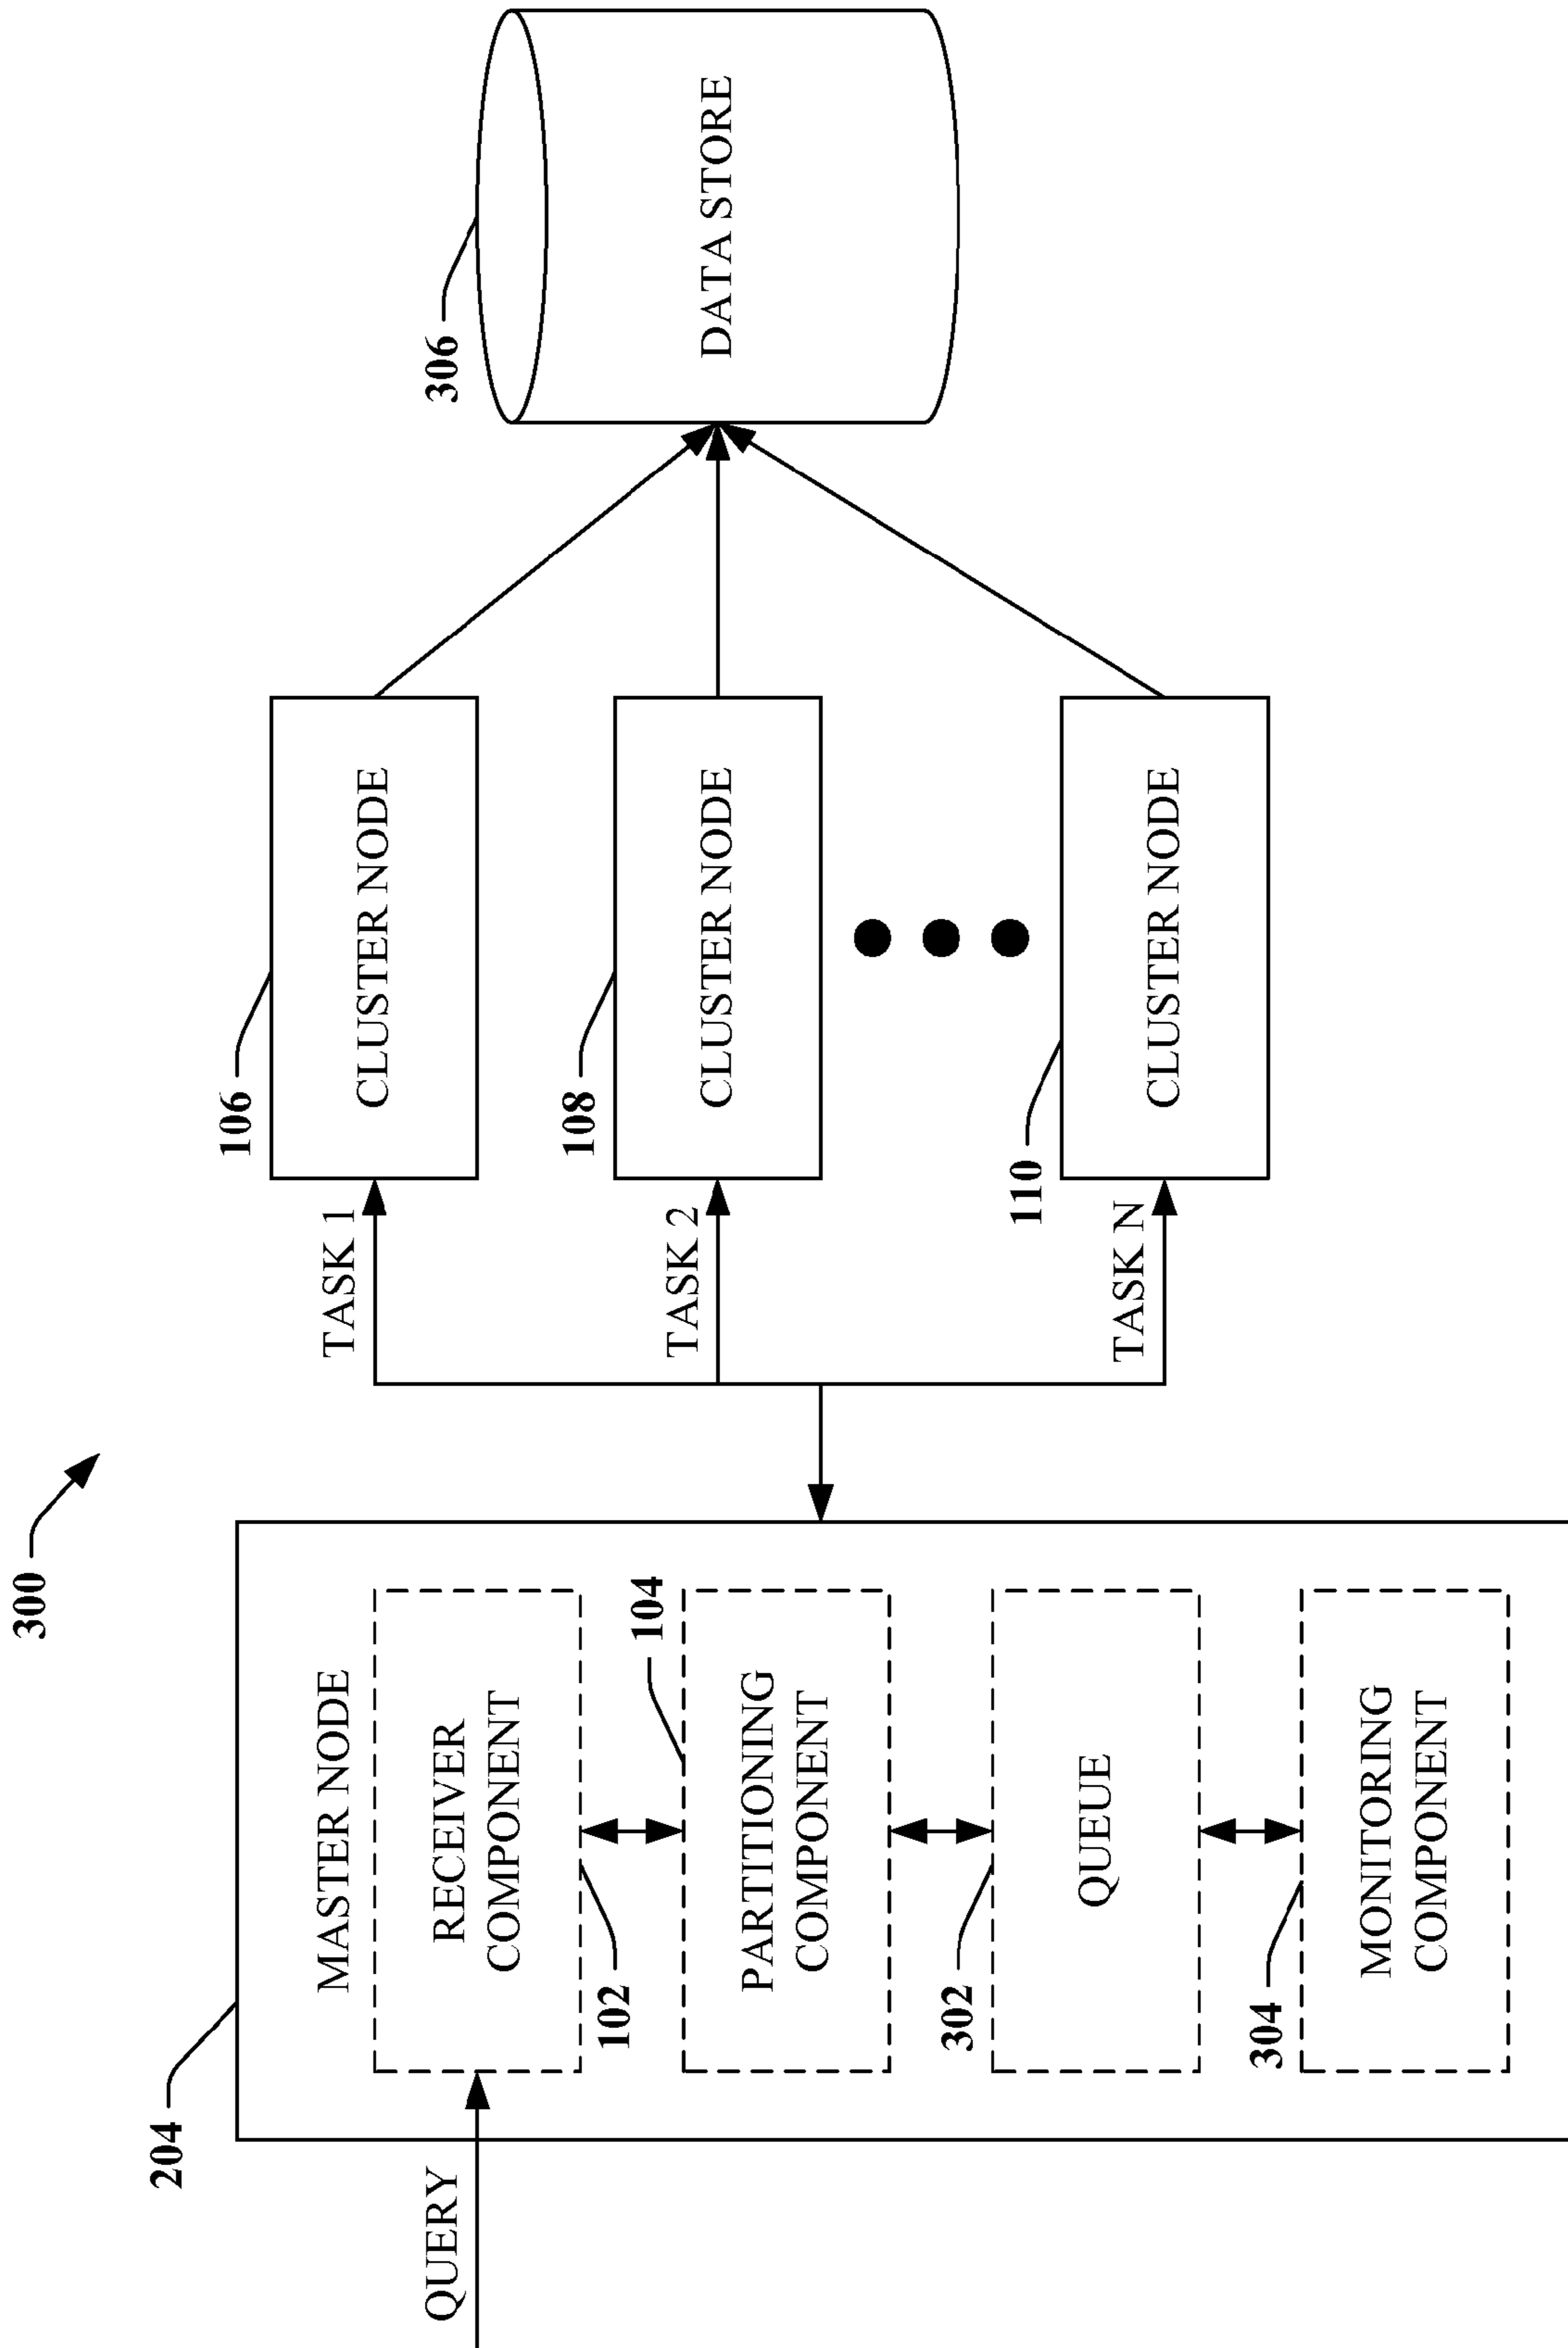 300
204
QUERY
MASTER NODE
RECEIVER
COMPONENT
102
104
PARTITIONING
COMPONENT
302
QUEUE
304
MONITORING
COMPONENT
TASK 1
106
CLUSTER NODE
TASK 2
108
CLUSTER NODE
TASK N
110
CLUSTER NODE
306
DATA STORE